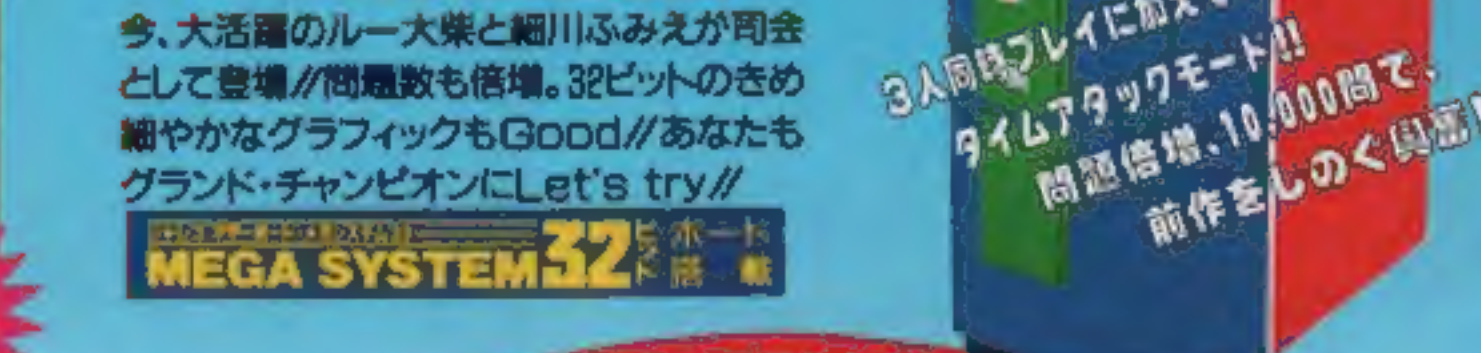 今、大活躍のルー大柴と細川ふみえが司会
として登場//問題数も倍増。32ビットのきめ
細やかなグラフィックもGood//あなたも
グランド・チャンピオンにLet's try//
MEGA SYSTEM32ビットボード搭載
3人同時プレイに加えて
タイムアタックモード!!
問題倍増、10,000問で、
前作をしのぐ興奮!